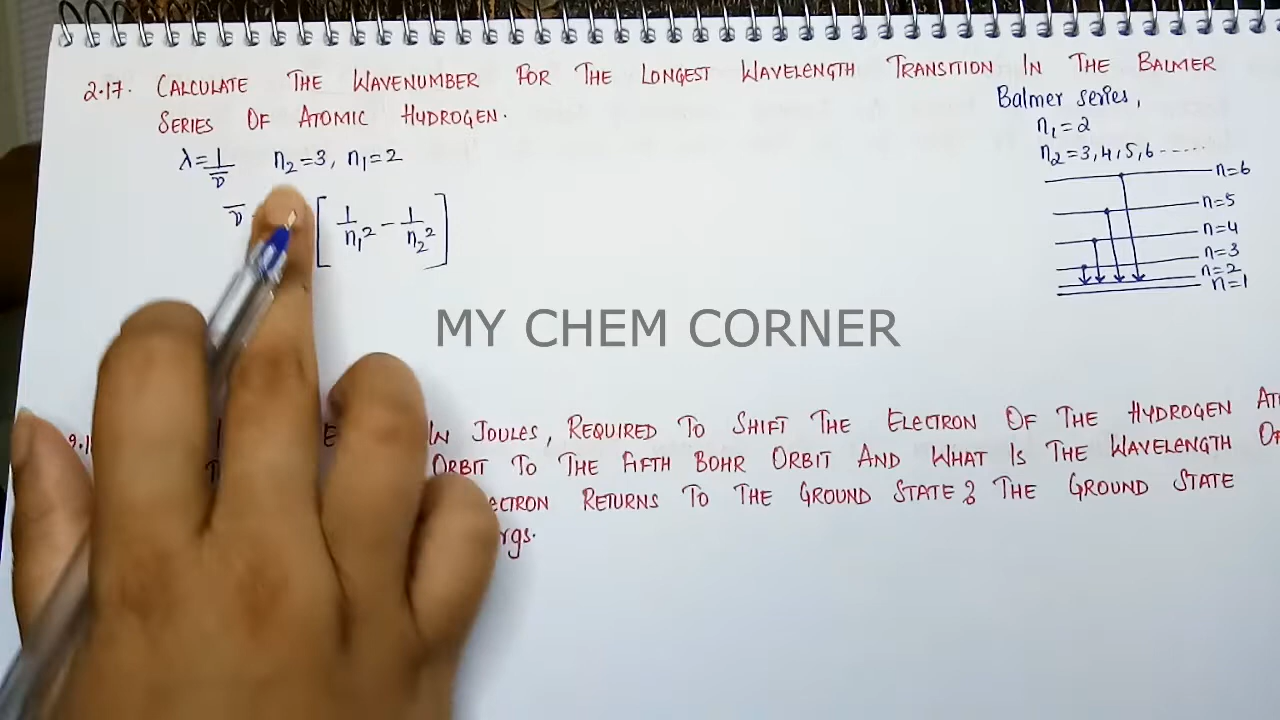 2.17. CALCULATE THE WAVENUMBER FOR THE LONGEST WAVELENGTH TRANSITION IN THE BALMER
SERIES OF ATOMIC HYDROGEN.
λ = 1/ν̄ n₂ = 3, n₁ = 2
ν̄ [1/n₁² − 1/n₂²]
Balmer series,
n₁ = 2
n₂ = 3, 4, 5, 6 ......
n=6
n=5
n=4
n=3
n=2
n=1
MY CHEM CORNER
JOULES, REQUIRED TO SHIFT THE ELECTRON OF THE HYDROGEN
ORBIT TO THE FIFTH BOHR ORBIT AND WHAT IS THE WAVELENGTH
RETURNS TO THE GROUND STATE? THE GROUND STATE